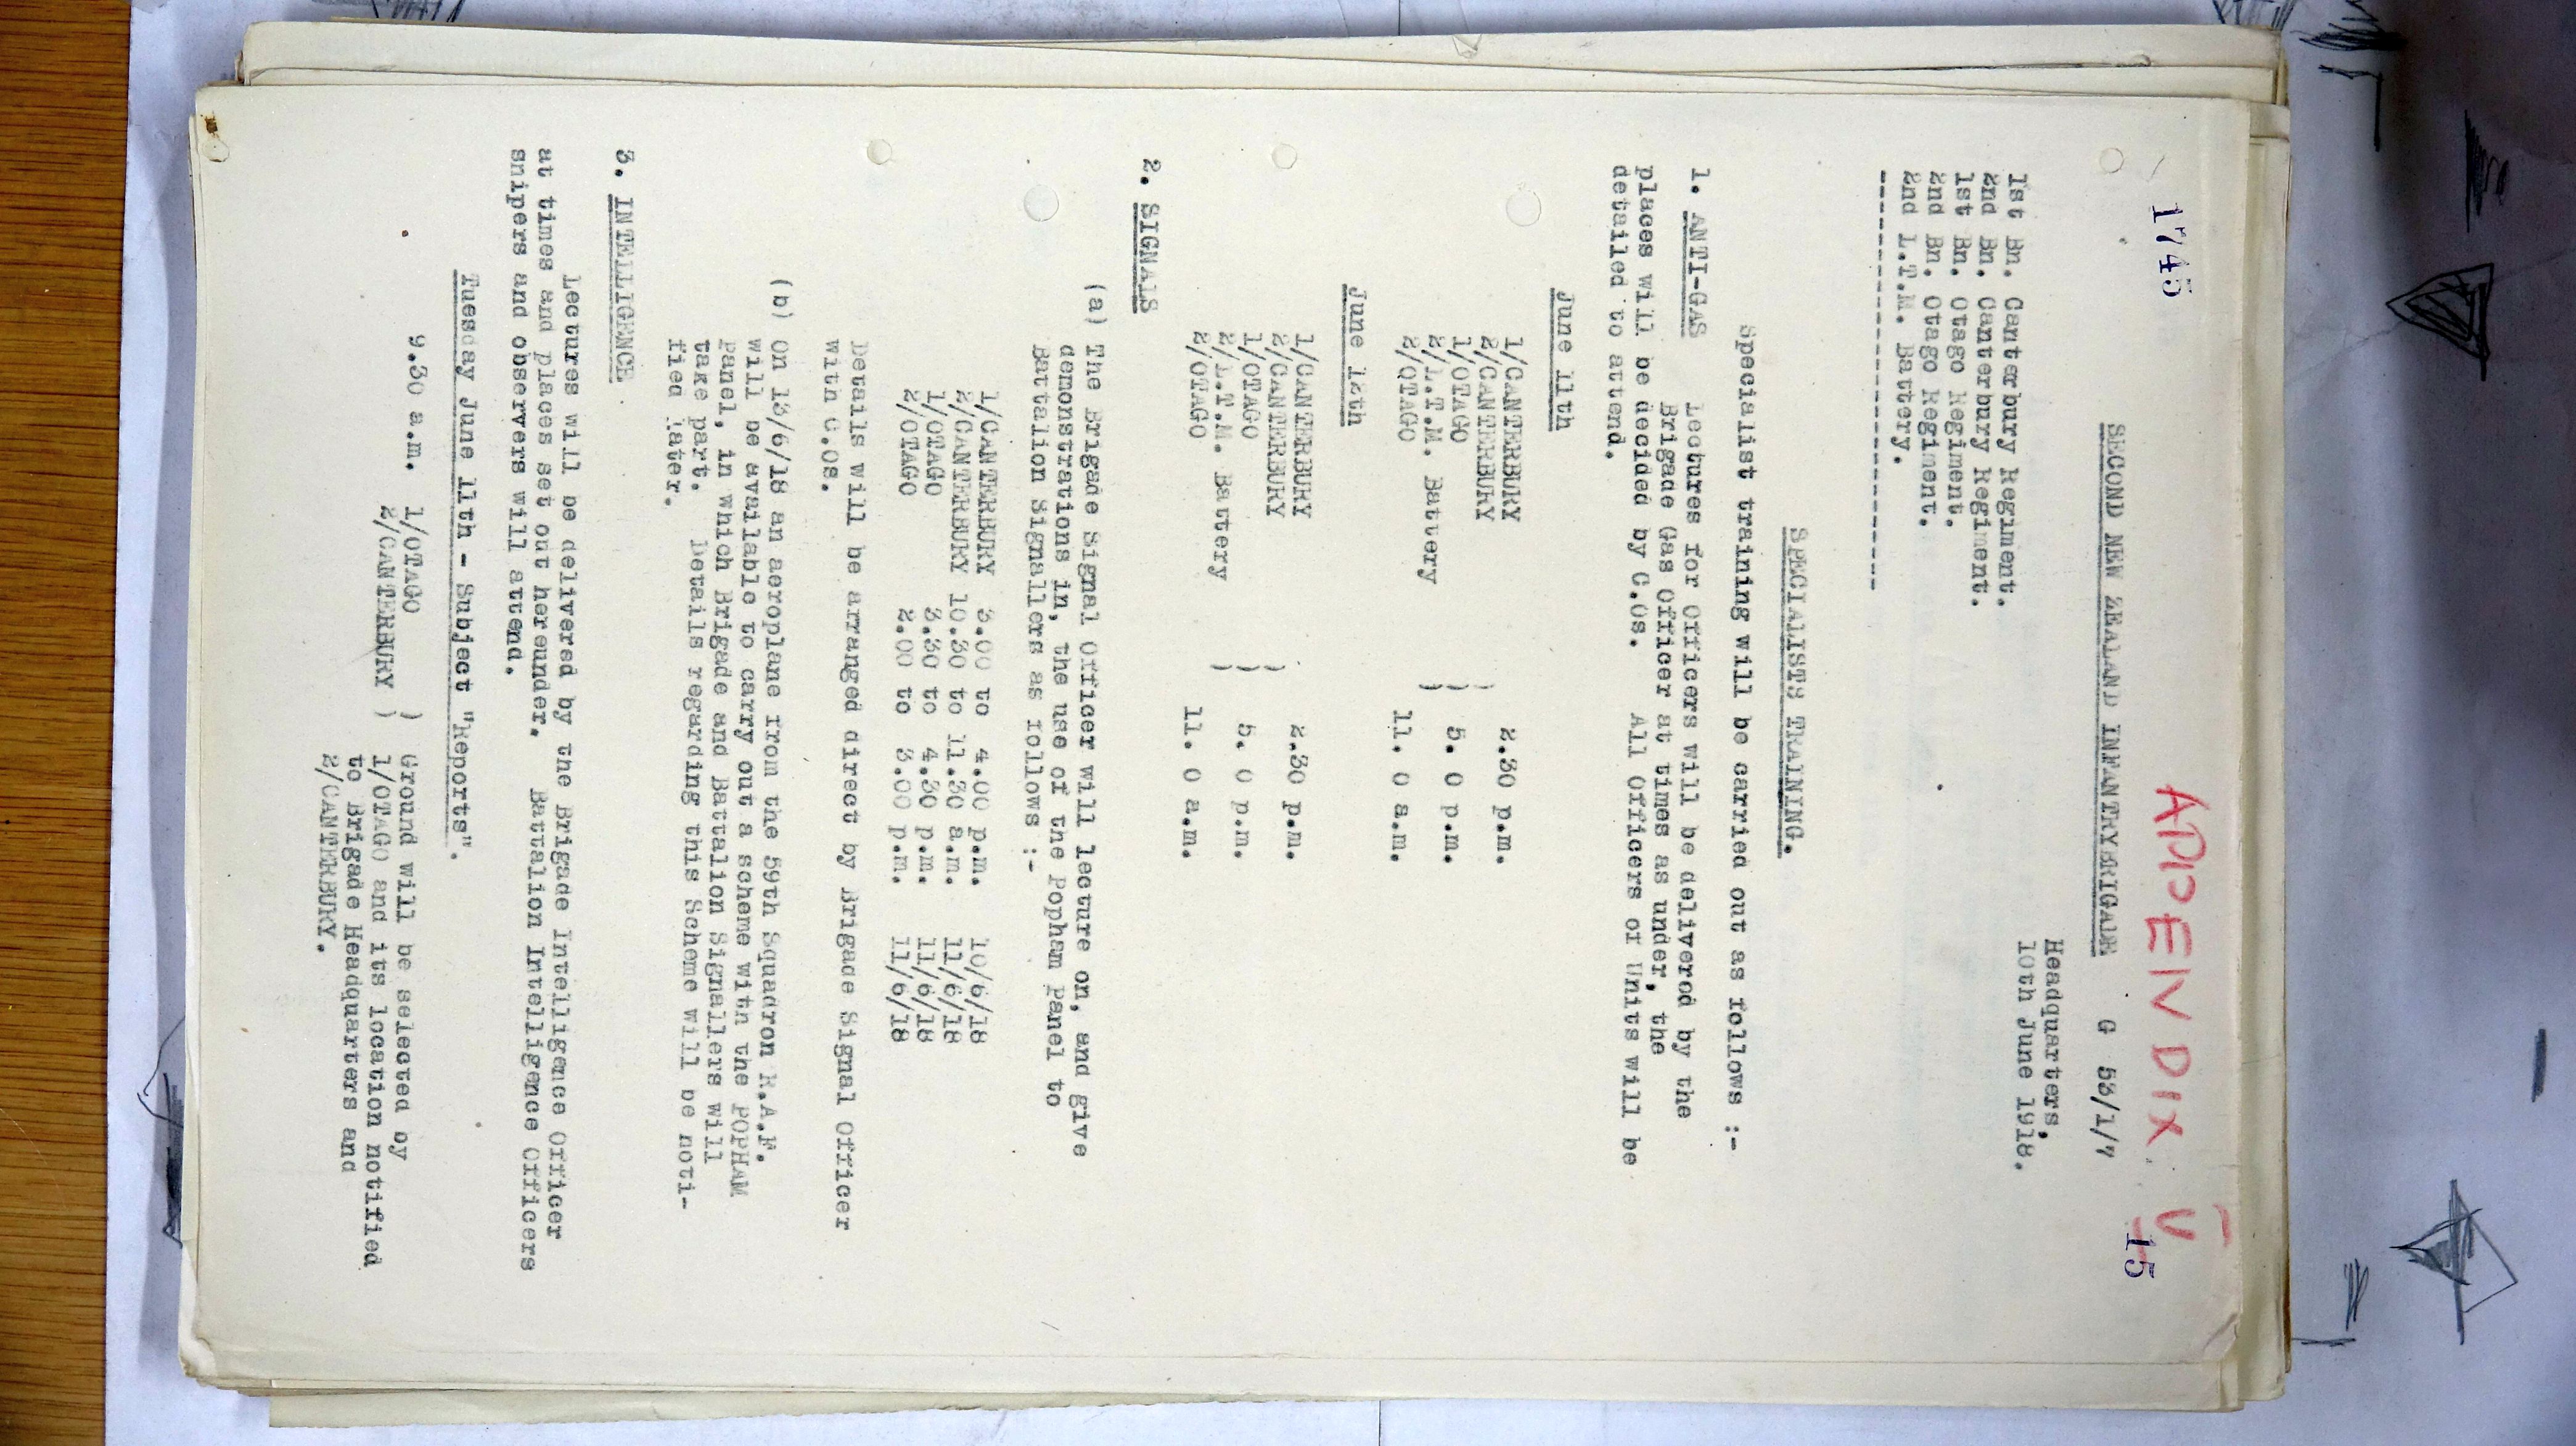 1745
APPENDIX V
15
SECOND NEW ZEALAND INFANTRY BRIGADE G 53/1/7
Headquarters,
10th June 1918.
1st Bn. Canterbury Regiment.
2nd Bn. Canterbury Regiment.
1st Bn. Otago Regiment.
2nd Bn. Otago Regiment.
2nd L.T.M. Battery.
--------------------------------
SPECIALISTS TRAINING.
Specialist training will be carried out as follows :-
1. ANTI-GAS Lectures for Officers will be delivered by the
Brigade Gas Officer at times as under, the
places will be decided by C.Os. All Officers of Units will be
detailed to attend.
June 11th
1/CANTERBURY 2.30 p.m.
2/CANTERBURY )
1/OTAGO ) 5. 0 p.m.
2/L.T.M. Battery )
2/OTAGO 11. 0 a.m.
June 12th
1/CANTERBURY 2.30 p.m.
2/CANTERBURY )
1/OTAGO ) 5. 0 p.m.
2/L.T.M. Battery )
2/OTAGO 11. 0 a.m.
2. SIGNALS
(a) The Brigade Signal Officer will lecture on, and give
demonstrations in, the use of the Popham Panel to
Battalion Signallers as follows :-
1/CANTERBURY 3.00 to 4.00 p.m. 10/6/18
2/CANTERBURY 10.30 to 11.30 a.m. 11/6/18
1/OTAGO 3.30 to 4.30 p.m. 11/6/18
2/OTAGO 2.00 to 3.00 p.m. 11/6/18
Details will be arranged direct by Brigade Signal Officer
with C.Os.
(b) On 13/6/18 an aeroplane from the 59th Squadron R.A.F.
will be available to carry out a scheme with the POPHAM
Panel, in which Brigade and Battalion Signallers will
take part. Details regarding this Scheme will be noti-
fied later.
3. INTELLIGENCE
Lectures will be delivered by the Brigade Intelligence Officer
at times and places set out hereunder. Battalion Intelligence Officers
snipers and observers will attend.
Tuesday June 11th - Subject "Reports".
9.30 a.m. 1/OTAGO ) Ground will be selected by
2/CANTERBURY ) 1/OTAGO and its location notified
to Brigade Headquarters and
2/CANTERBURY.